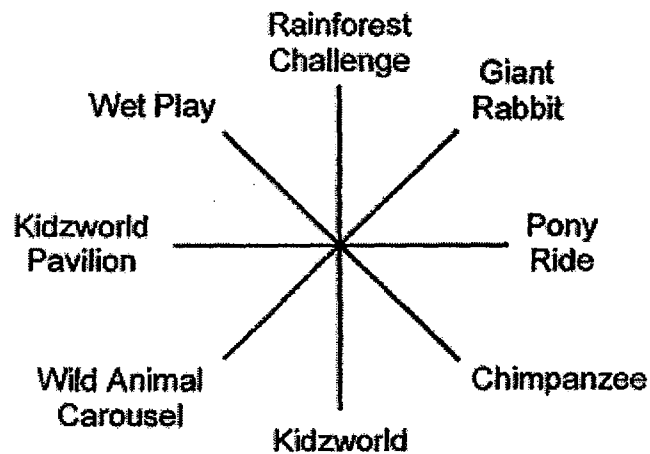 Rainforest
Challenge
Giant
Rabbit
Wet Play
Kidzworld
Pavilion
Pony
Ride
Wild Animal
Carousel
Chimpanzee
Kidzworld